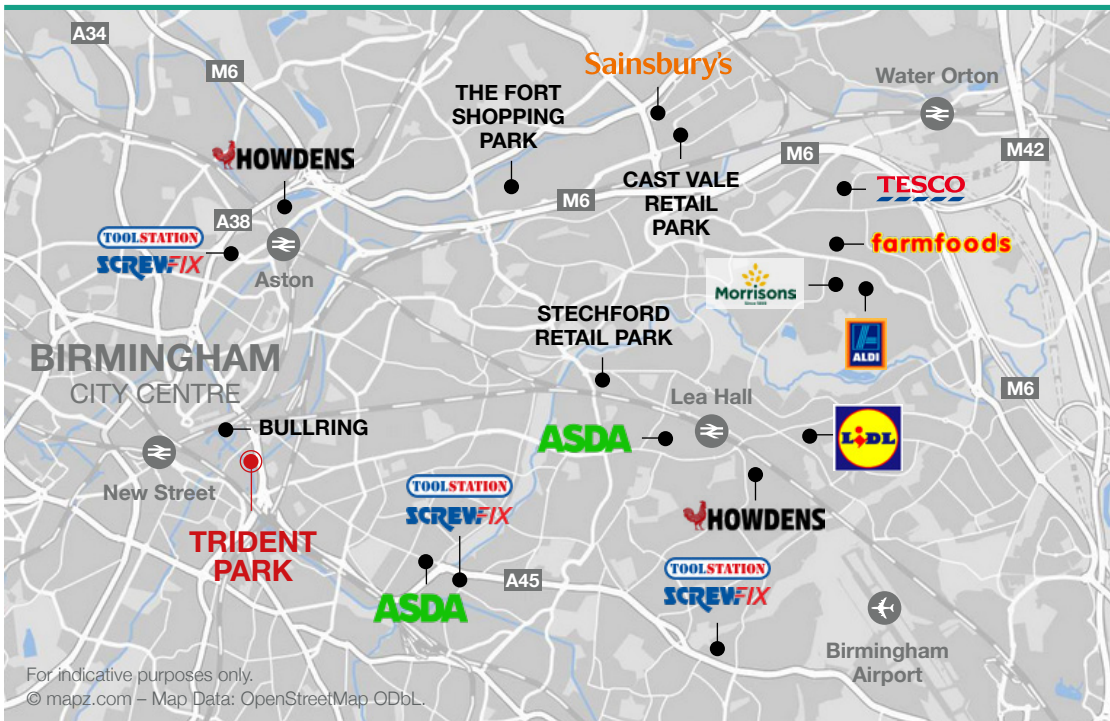 A34
M6
Sainsbury's
Water Orton
THE FORT
SHOPPING
PARK
HOWDENS
M6
M42
CAST VALE
RETAIL
PARK
TESCO
M6
A38
TOOLSTATION
SCREWFIX
Aston
farmfoods
Morrisons
Since 1899
ALDI
STECHFORD
RETAIL PARK
BIRMINGHAM
CITY CENTRE
M6
Lea Hall
BULLRING
ASDA
LIDL
New Street
TOOLSTATION
SCREWFIX
HOWDENS
TRIDENT
PARK
A45
TOOLSTATION
SCREWFIX
ASDA
Birmingham
Airport
For indicative purposes only.
© mapz.com – Map Data: OpenStreetMap ODbL.